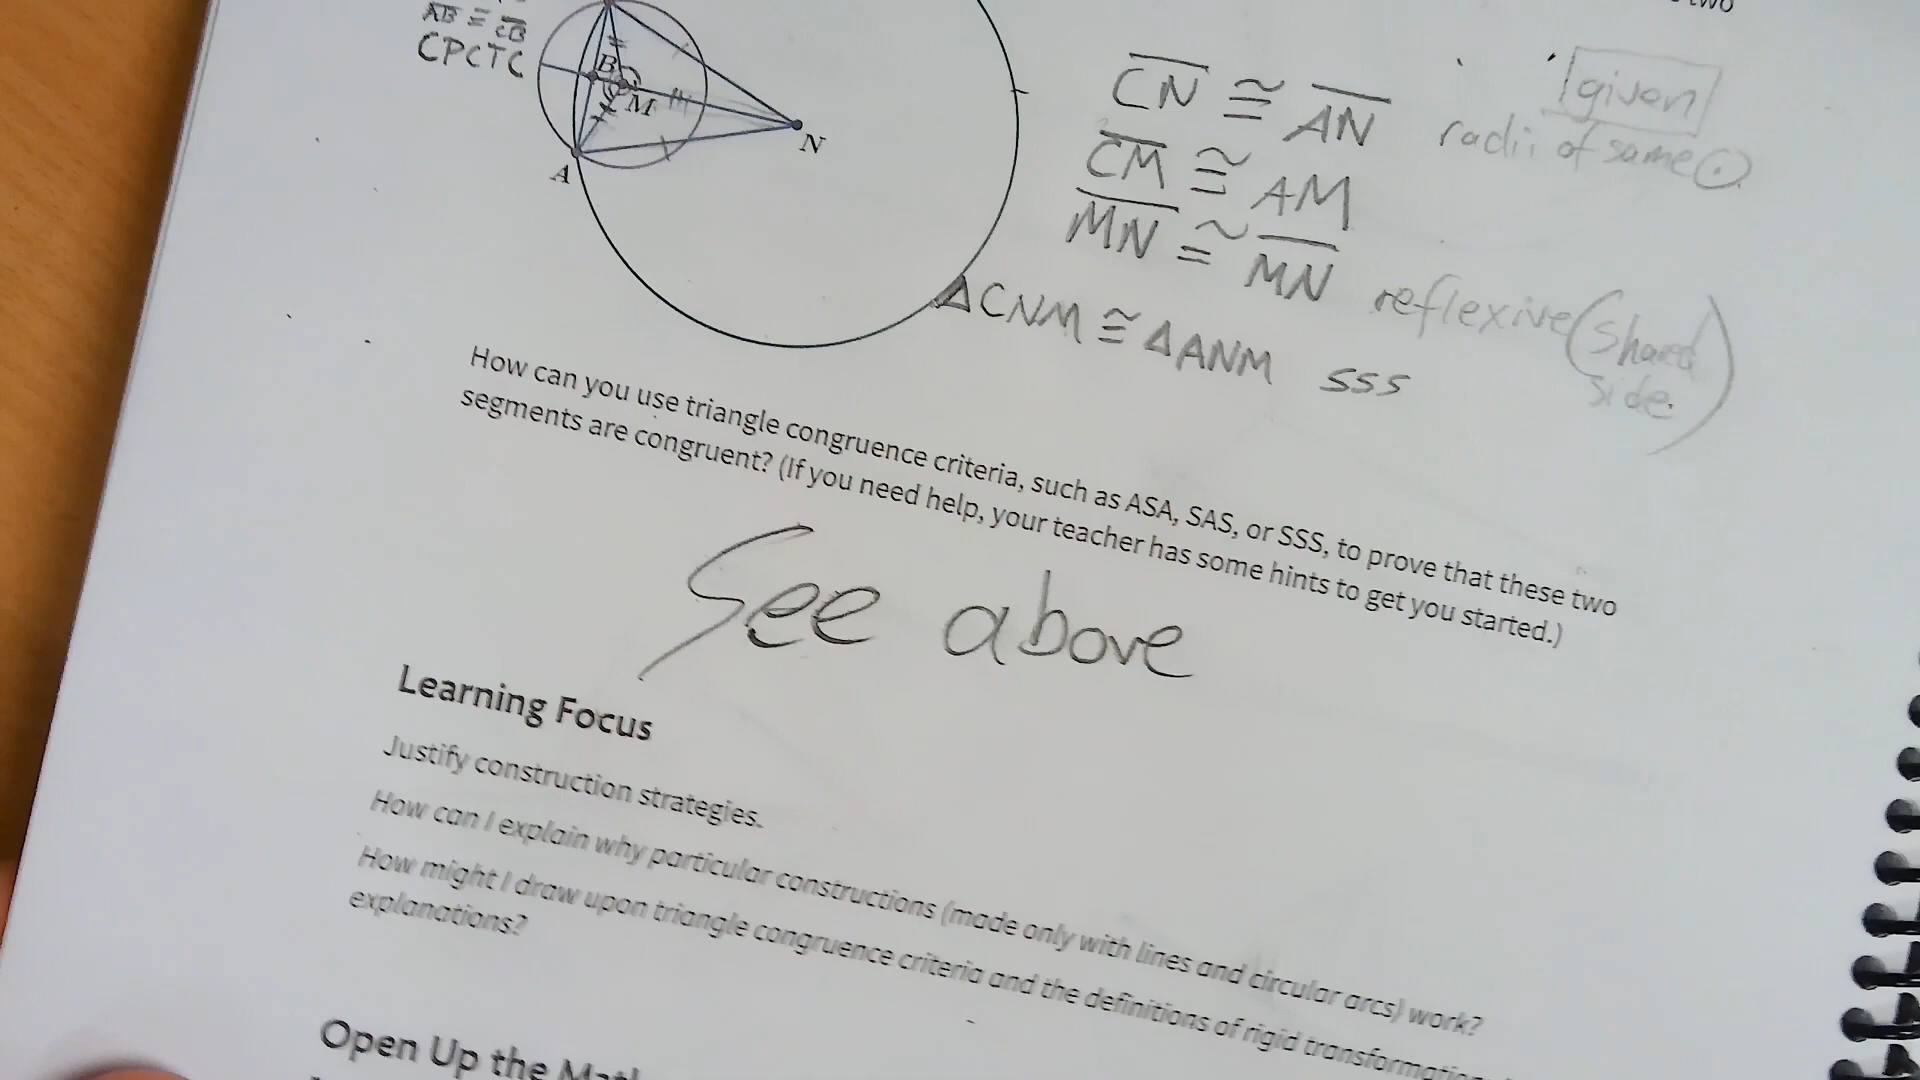 two
AB ≅ CB
CPCTC
B
M
N
A
given
CN ≅ AN radii of same ⊙
CM ≅ AM
MN ≅ MN reflexive (shared side)
△CNM ≅ △ANM SSS
How can you use triangle congruence criteria, such as ASA, SAS, or SSS, to prove that these two
segments are congruent? (If you need help, your teacher has some hints to get you started.)
See above
Learning Focus
Justify construction strategies.
How can I explain why particular constructions (made only with lines and circular arcs) work?
How might I draw upon triangle congruence criteria and the definitions of rigid transformation
explanations?
Open Up the Math